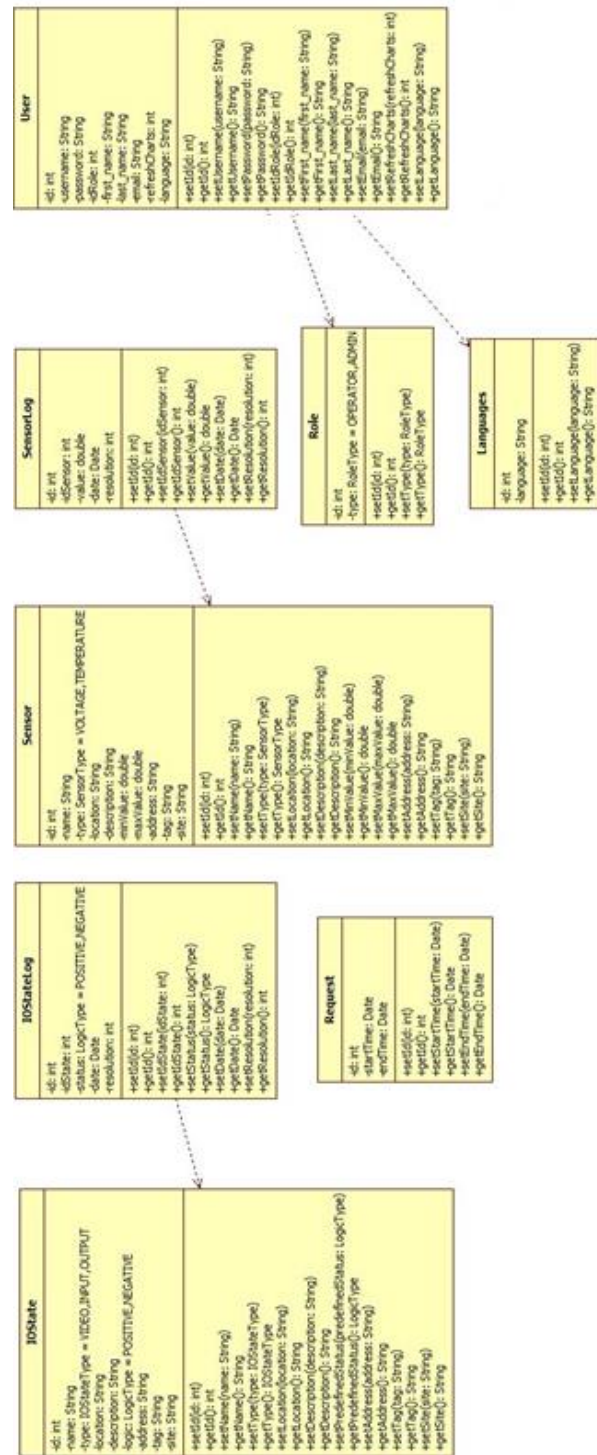 IOState
-id: int
-name: String
-type: IOStateType = VIDEO,INPUT,OUTPUT
-location: String
-description: String
-logic: LogicType = POSITIVE,NEGATIVE
-address: String
-tag: String
-site: String
+setId(id: int)
+getId(): int
+setName(name: String)
+getName(): String
+setType(type: IOStateType)
+getType(): IOStateType
+setLocation(location: String)
+getLocation(): String
+setDescription(description: String)
+getDescription(): String
+setPredefinedStatus(predefinedStatus: LogicType)
+getPredefinedStatus(): LogicType
+setAddress(address: String)
+getAddress(): String
+setTag(tag: String)
+getTag(): String
+setSite(site: String)
+getSite(): String
IOStateLog
-id: int
-idState: int
-status: LogicType = POSITIVE,NEGATIVE
-date: Date
-resolution: int
+setId(id: int)
+getId(): int
+setIdState(idState: int)
+getIdState(): int
+setStatus(status: LogicType)
+getStatus(): LogicType
+setDate(date: Date)
+getDate(): Date
+setResolution(resolution: int)
+getResolution(): int
Request
-id: int
-startTime: Date
-endTime: Date
+setId(id: int)
+getId(): int
+setStartTime(startTime: Date)
+getStartTime(): Date
+setEndTime(endTime: Date)
+getEndTime(): Date
Sensor
-id: int
-name: String
-type: SensorType = VOLTAGE,TEMPERATURE
-location: String
-description: String
-minValue: double
-maxValue: double
-address: String
-tag: String
-site: String
+setId(id: int)
+getId(): int
+setName(name: String)
+getName(): String
+setType(type: SensorType)
+getType(): SensorType
+setLocation(location: String)
+getLocation(): String
+setDescription(description: String)
+getDescription(): String
+setMinValue(minValue: double)
+getMinValue(): double
+setMaxValue(maxValue: double)
+getMaxValue(): double
+setAddress(address: String)
+getAddress(): String
+setTag(tag: String)
+getTag(): String
+setSite(site: String)
+getSite(): String
SensorLog
-id: int
-idSensor: int
-value: double
-date: Date
-resolution: int
+setId(id: int)
+getId(): int
+setIdSensor(idSensor: int)
+getIdSensor(): int
+setValue(value: double)
+getValue(): double
+setDate(date: Date)
+getDate(): Date
+setResolution(resolution: int)
+getResolution(): int
Role
-id: int
-type: RoleType = OPERATOR,ADMIN
+setId(id: int)
+getId(): int
+setType(type: RoleType)
+getType(): RoleType
Languages
-id: int
-language: String
+setId(id: int)
+getId(): int
+setLanguage(language: String)
+getLanguage(): String
User
-id: int
-username: String
-password: String
-idRole: int
-first_name: String
-last_name: String
-email: String
-refreshCharts: int
-language: String
+setId(id: int)
+getId(): int
+setUsername(username: String)
+getUsername(): String
+setPassword(password: String)
+getPassword(): String
+setIdRole(idRole: int)
+getIdRole(): int
+setFirst_name(first_name: String)
+getFirst_name(): String
+setLast_name(last_name: String)
+getLast_name(): String
+setEmail(email: String)
+getEmail(): String
+setRefreshCharts(refreshCharts: int)
+getRefreshCharts(): int
+setLanguage(language: String)
+getLanguage(): String